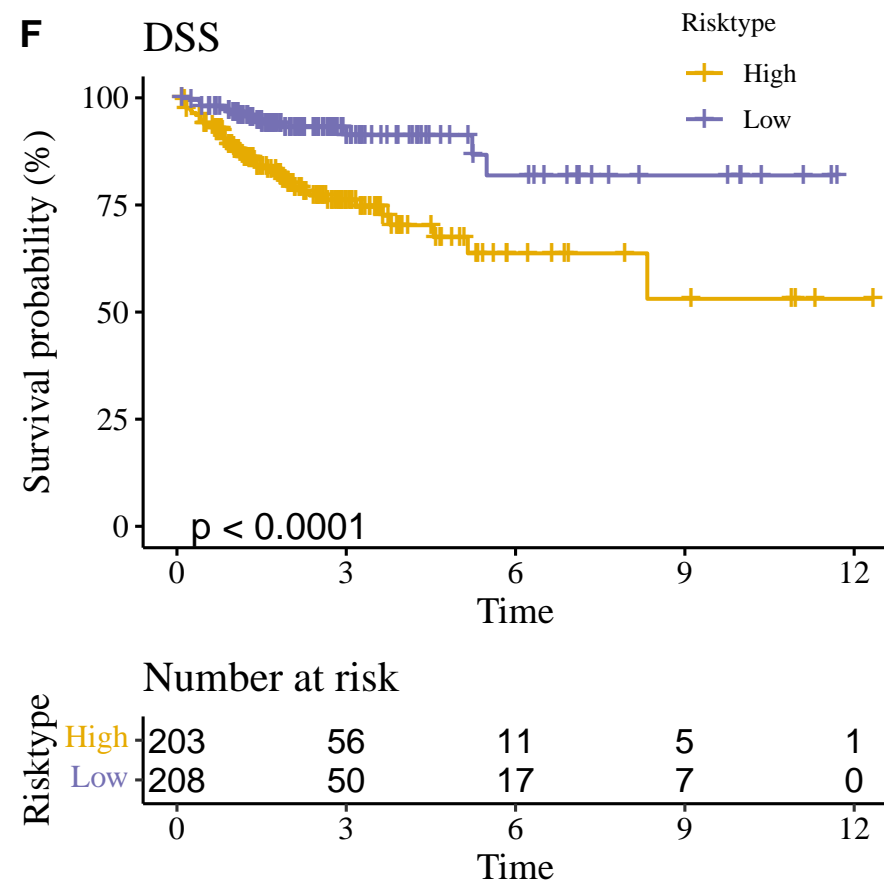 F
DSS
Risktype
High
Low
Survival probability (%)
100
75
50
25
0
p < 0.0001
0 3 6 9 12
Time
Number at risk
Risktype
High 203 56 11 5 1
Low 208 50 17 7 0
0 3 6 9 12
Time